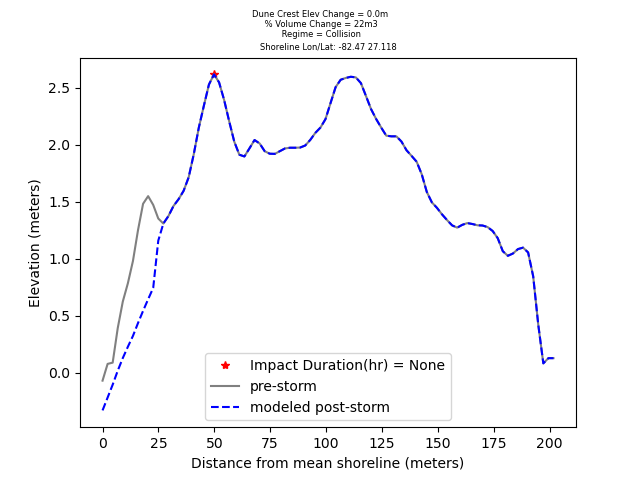 Dune Crest Elev Change = 0.0m
% Volume Change = 22m3
Regime = Collision
Shoreline Lon/Lat: -82.47 27.118
2.5
2.0
1.5
1.0
0.5
0.0
Elevation (meters)
Impact Duration(hr) = None
pre-storm
modeled post-storm
0 25 50 75 100 125 150 175 200
Distance from mean shoreline (meters)